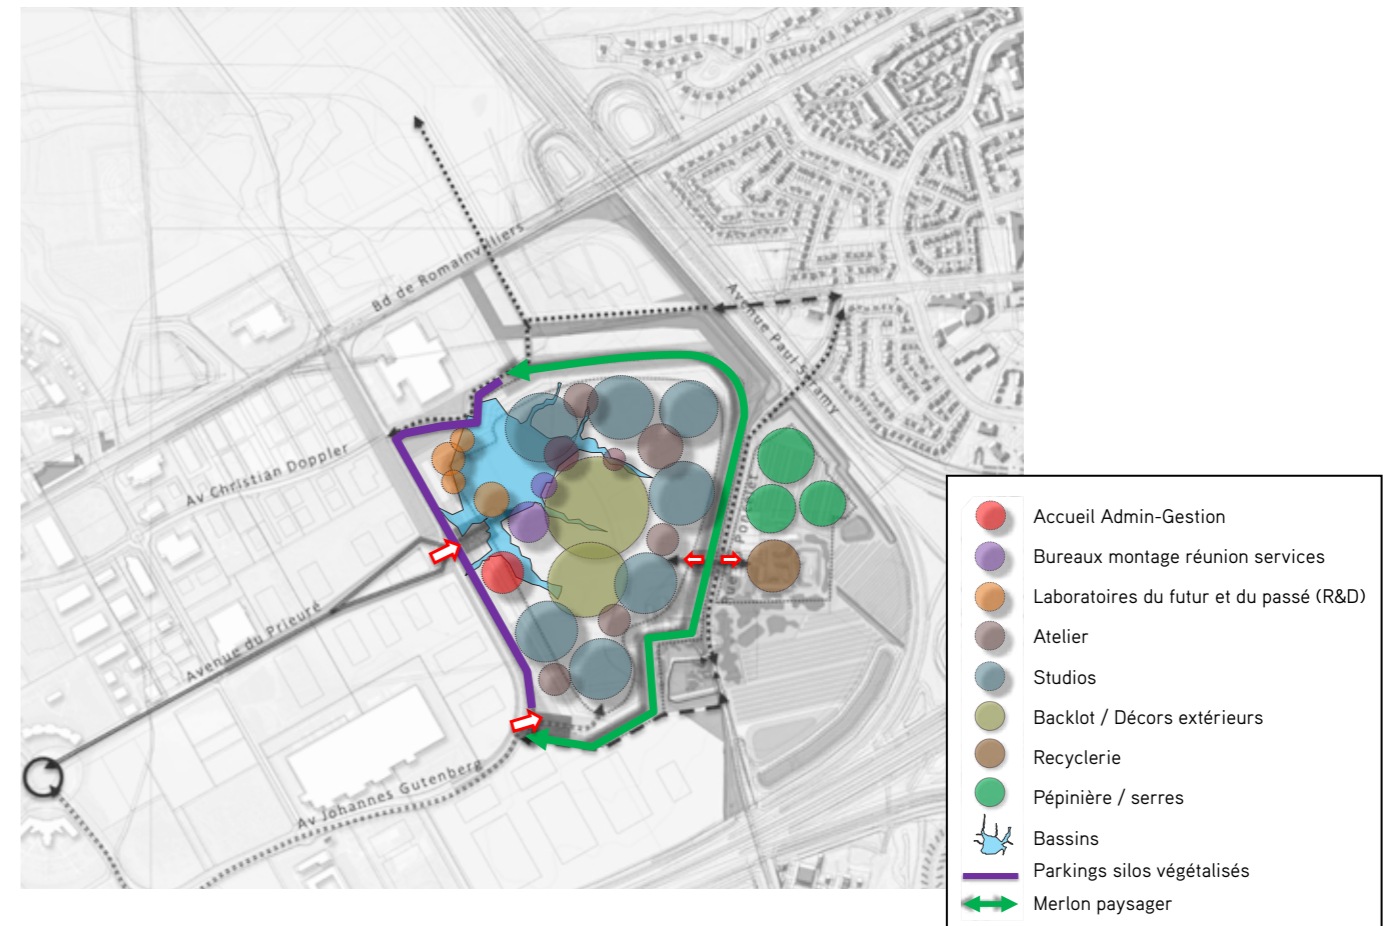 Bd de Romainvilliers
Avenue Paul Séramy
Av Christian Doppler
Avenue du Prieuré
Av Johannes Gutenberg
Accueil Admin-Gestion
Bureaux montage réunion services
Laboratoires du futur et du passé (R&D)
Atelier
Studios
Backlot / Décors extérieurs
Recyclerie
Pépinière / serres
Bassins
Parkings silos végétalisés
Merlon paysager